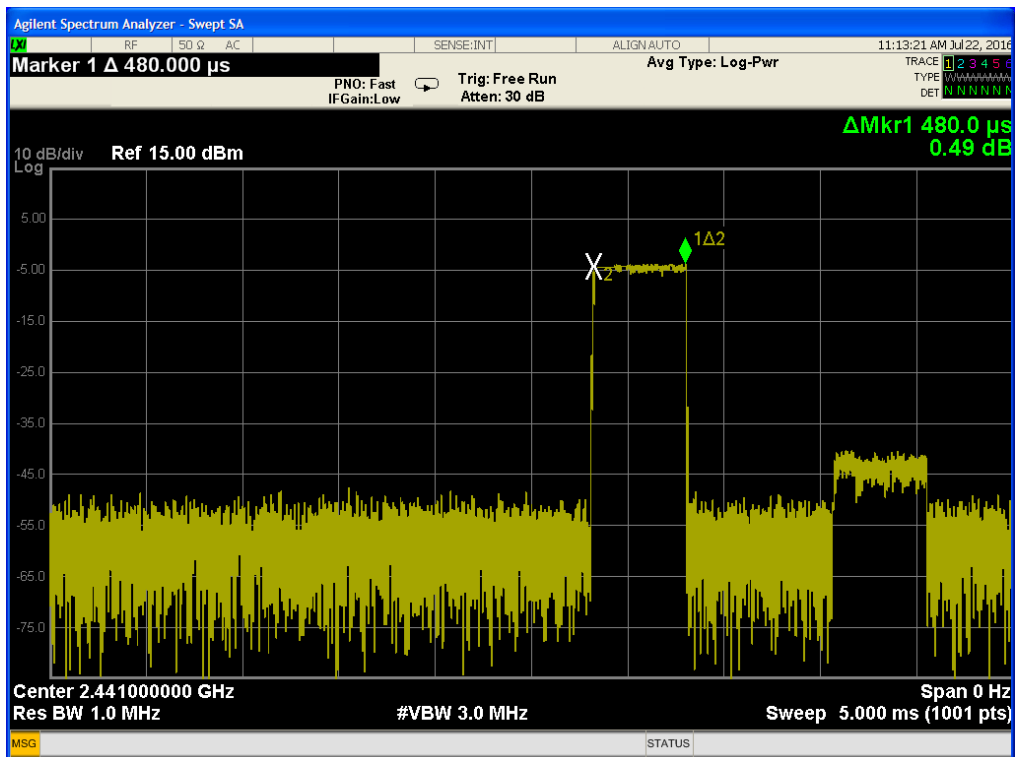 Agilent Spectrum Analyzer - Swept SA
LXI RF 50 Ω AC SENSE:INT ALIGNAUTO 11:13:21 AM Jul 22, 2016
Marker 1 Δ 480.000 µs
PNO: Fast
IFGain:Low
Trig: Free Run
Atten: 30 dB
Avg Type: Log-Pwr
TRACE 1 2 3 4 5 6
TYPE
DET N N N N N N
ΔMkr1 480.0 µs
0.49 dB
10 dB/div Ref 15.00 dBm
Log
5.00
-5.00
-15.0
-25.0
-35.0
-45.0
-55.0
-65.0
-75.0
X2
1Δ2
Center 2.441000000 GHz Span 0 Hz
Res BW 1.0 MHz #VBW 3.0 MHz Sweep 5.000 ms (1001 pts)
MSG STATUS